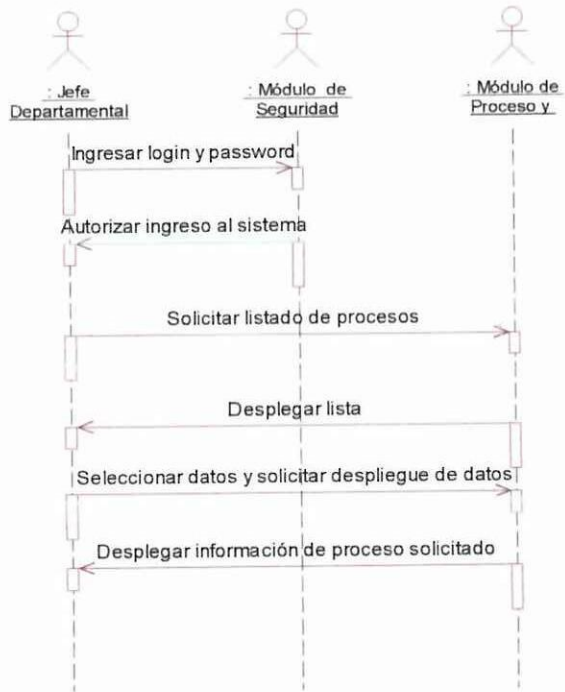 : Jefe
Departamental
: Módulo de
Seguridad
: Módulo de
Proceso y
Ingresar login y password
Autorizar ingreso al sistema
Solicitar listado de procesos
Desplegar lista
Seleccionar datos y solicitar despliegue de datos
Desplegar información de proceso solicitado